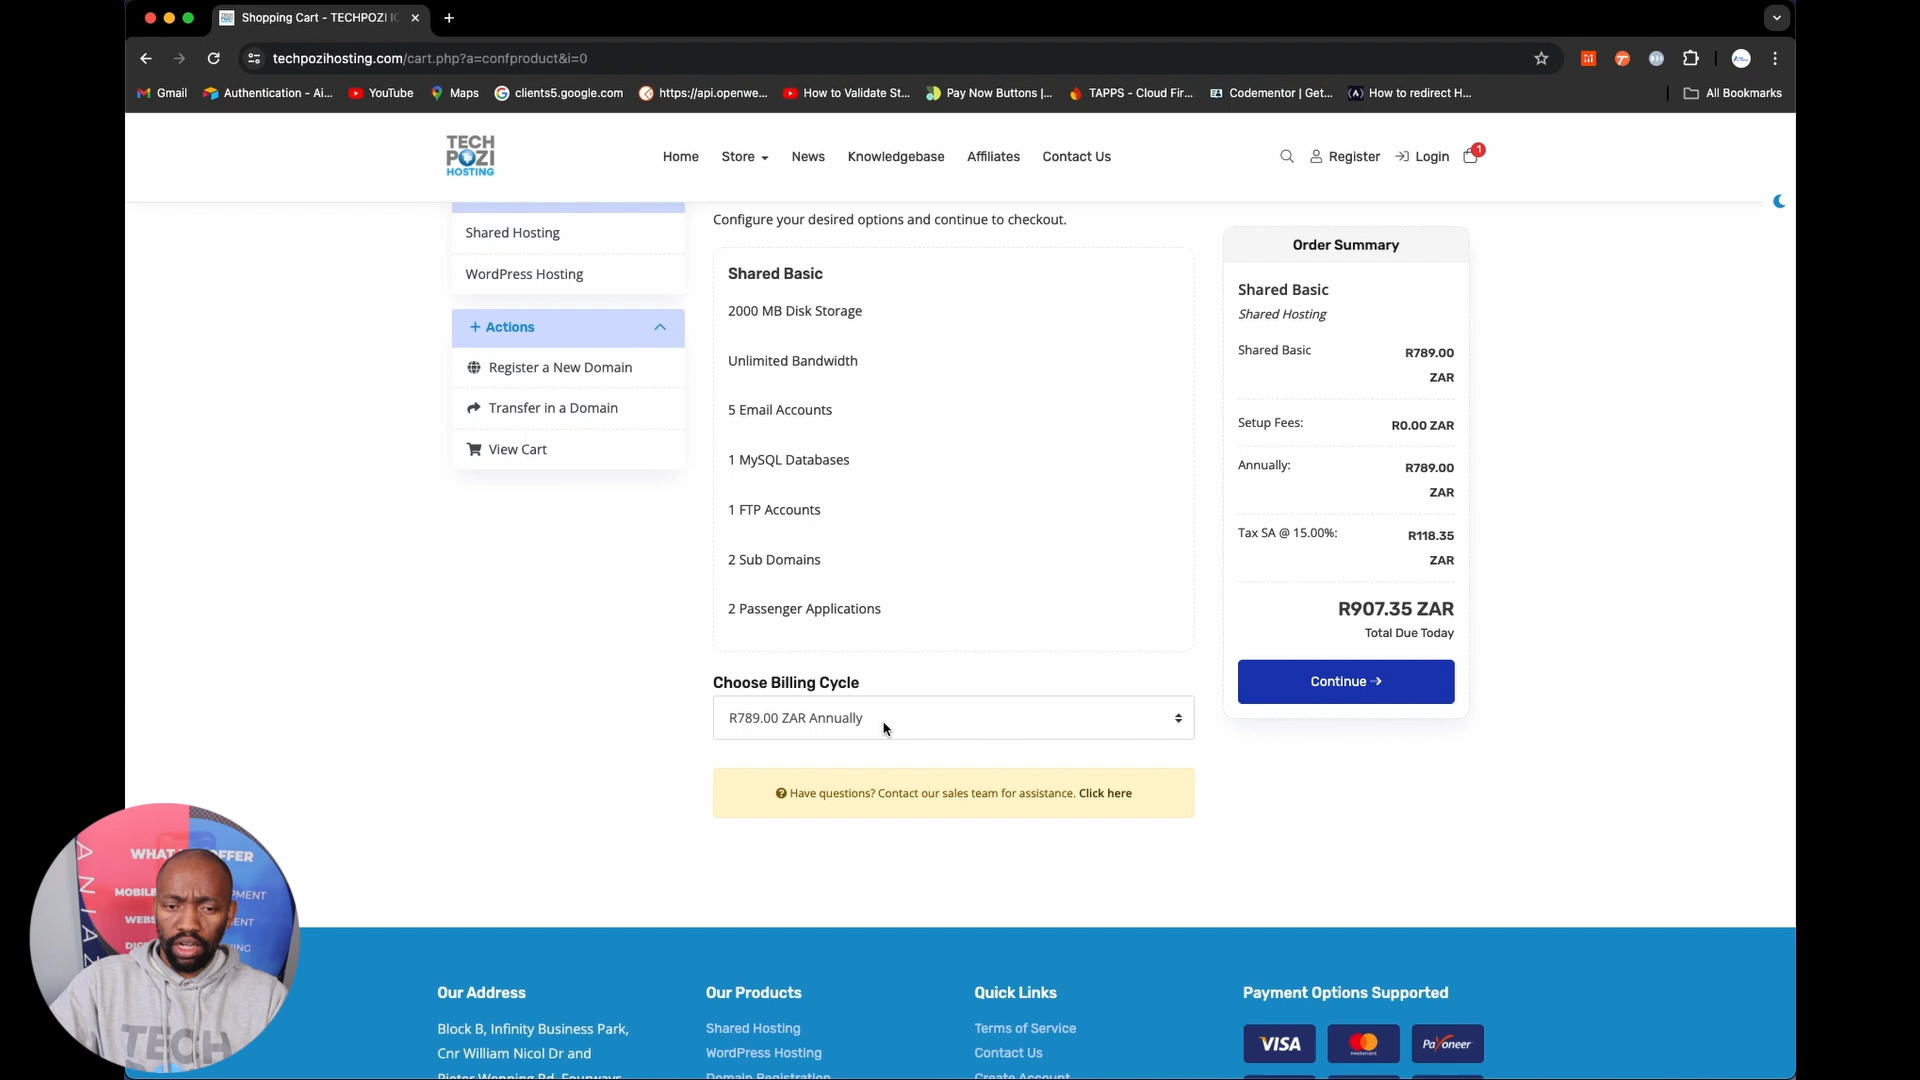 Shopping Cart - TECHPOZI
techpozihosting.com/cart.php?a=confproduct&i=0
Gmail
Authentication - Ai...
YouTube
Maps
clients5.google.com
https://api.openwe...
How to Validate St...
Pay Now Buttons |...
TAPPS - Cloud Fir...
Codementor | Get...
How to redirect H...
All Bookmarks
TECH
POZI
HOSTING
Home
Store
News
Knowledgebase
Affiliates
Contact Us
Register
Login
1
Shared Hosting
WordPress Hosting
+ Actions
Register a New Domain
Transfer in a Domain
View Cart
Configure your desired options and continue to checkout.
Shared Basic
2000 MB Disk Storage
Unlimited Bandwidth
5 Email Accounts
1 MySQL Databases
1 FTP Accounts
2 Sub Domains
2 Passenger Applications
Choose Billing Cycle
R789.00 ZAR Annually
Have questions? Contact our sales team for assistance. Click here
Order Summary
Shared Basic
Shared Hosting
Shared Basic R789.00
ZAR
Setup Fees: R0.00 ZAR
Annually: R789.00
ZAR
Tax SA @ 15.00%: R118.35
ZAR
R907.35 ZAR
Total Due Today
Continue →
Our Address
Block B, Infinity Business Park,
Cnr William Nicol Dr and
Our Products
Shared Hosting
WordPress Hosting
Domain Registration
Quick Links
Terms of Service
Contact Us
Create Account
Payment Options Supported
VISA
mastercard
Payoneer
TECH